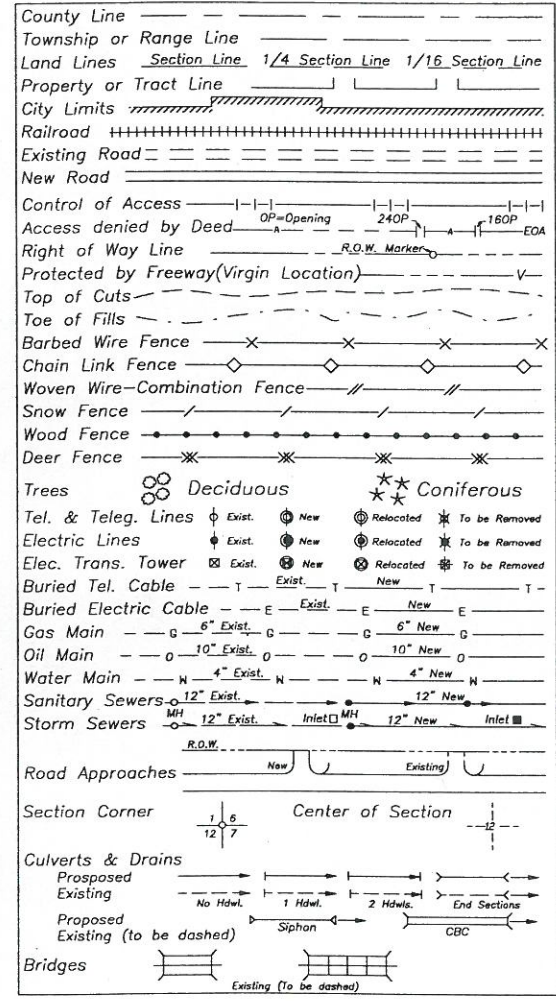 County Line
Township or Range Line
Land Lines Section Line 1/4 Section Line 1/16 Section Line
Property or Tract Line
City Limits
Railroad
Existing Road
New Road
Control of Access
OP=Opening 240P 160P
Access denied by Deed A A EOA
Right of Way Line R.O.W. Marker
Protected by Freeway(Virgin Location) V
Top of Cuts
Toe of Fills
Barbed Wire Fence
Chain Link Fence
Woven Wire-Combination Fence
Snow Fence
Wood Fence
Deer Fence
Trees Deciduous Coniferous
Tel. & Teleg. Lines Exist. New Relocated To be Removed
Electric Lines Exist. New Relocated To be Removed
Elec. Trans. Tower Exist. New Relocated To be Removed
Buried Tel. Cable T Exist. T New T T
Buried Electric Cable E Exist. E New E
Gas Main G 6" Exist. G G 6" New G
Oil Main O 10" Exist. O O 10" New O
Water Main W 4" Exist. W W 4" New W
Sanitary Sewers 12" Exist. 12" New
MH MH
Storm Sewers 12" Exist. Inlet 12" New Inlet
R.O.W.
Road Approaches New Existing
Section Corner 1 6 Center of Section
12 7 12
Culverts & Drains
Prosposed
Existing No Hdwl. 1 Hdwl. 2 Hdwls. End Sections
Proposed
Existing (to be dashed) Siphon CBC
Bridges
Existing (To be dashed)